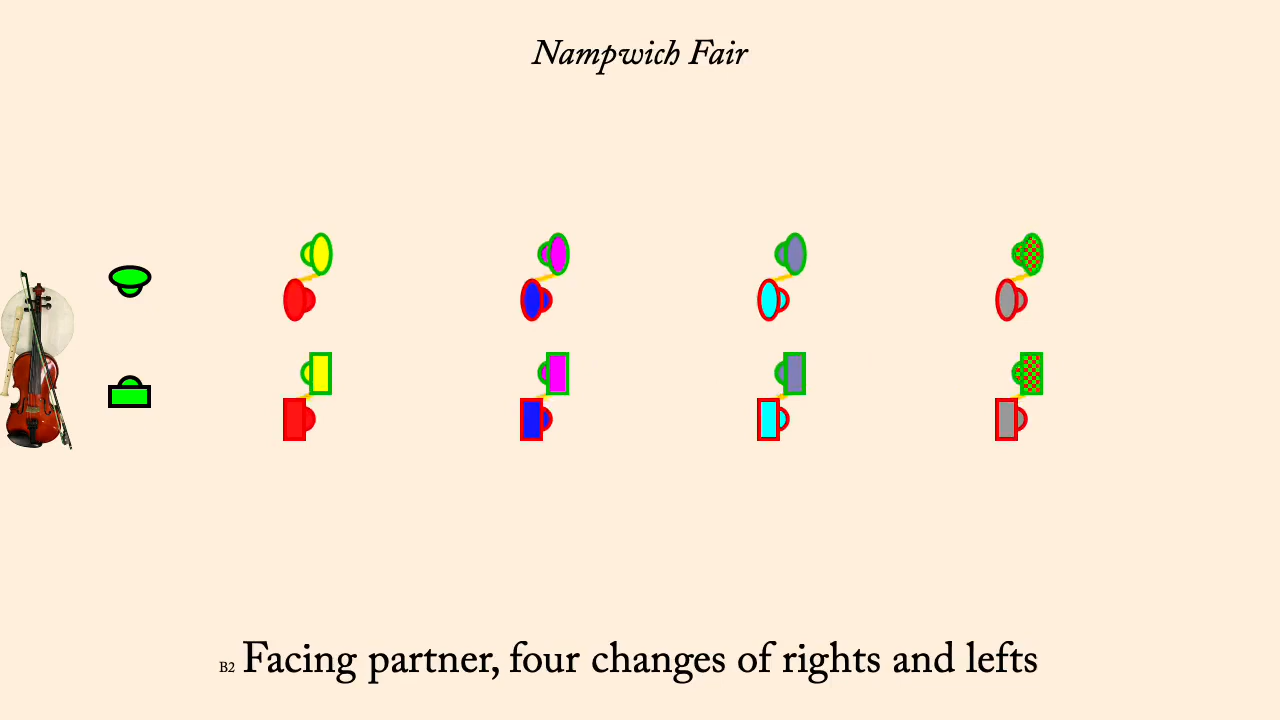 Nampwich Fair
B2 Facing partner, four changes of rights and lefts